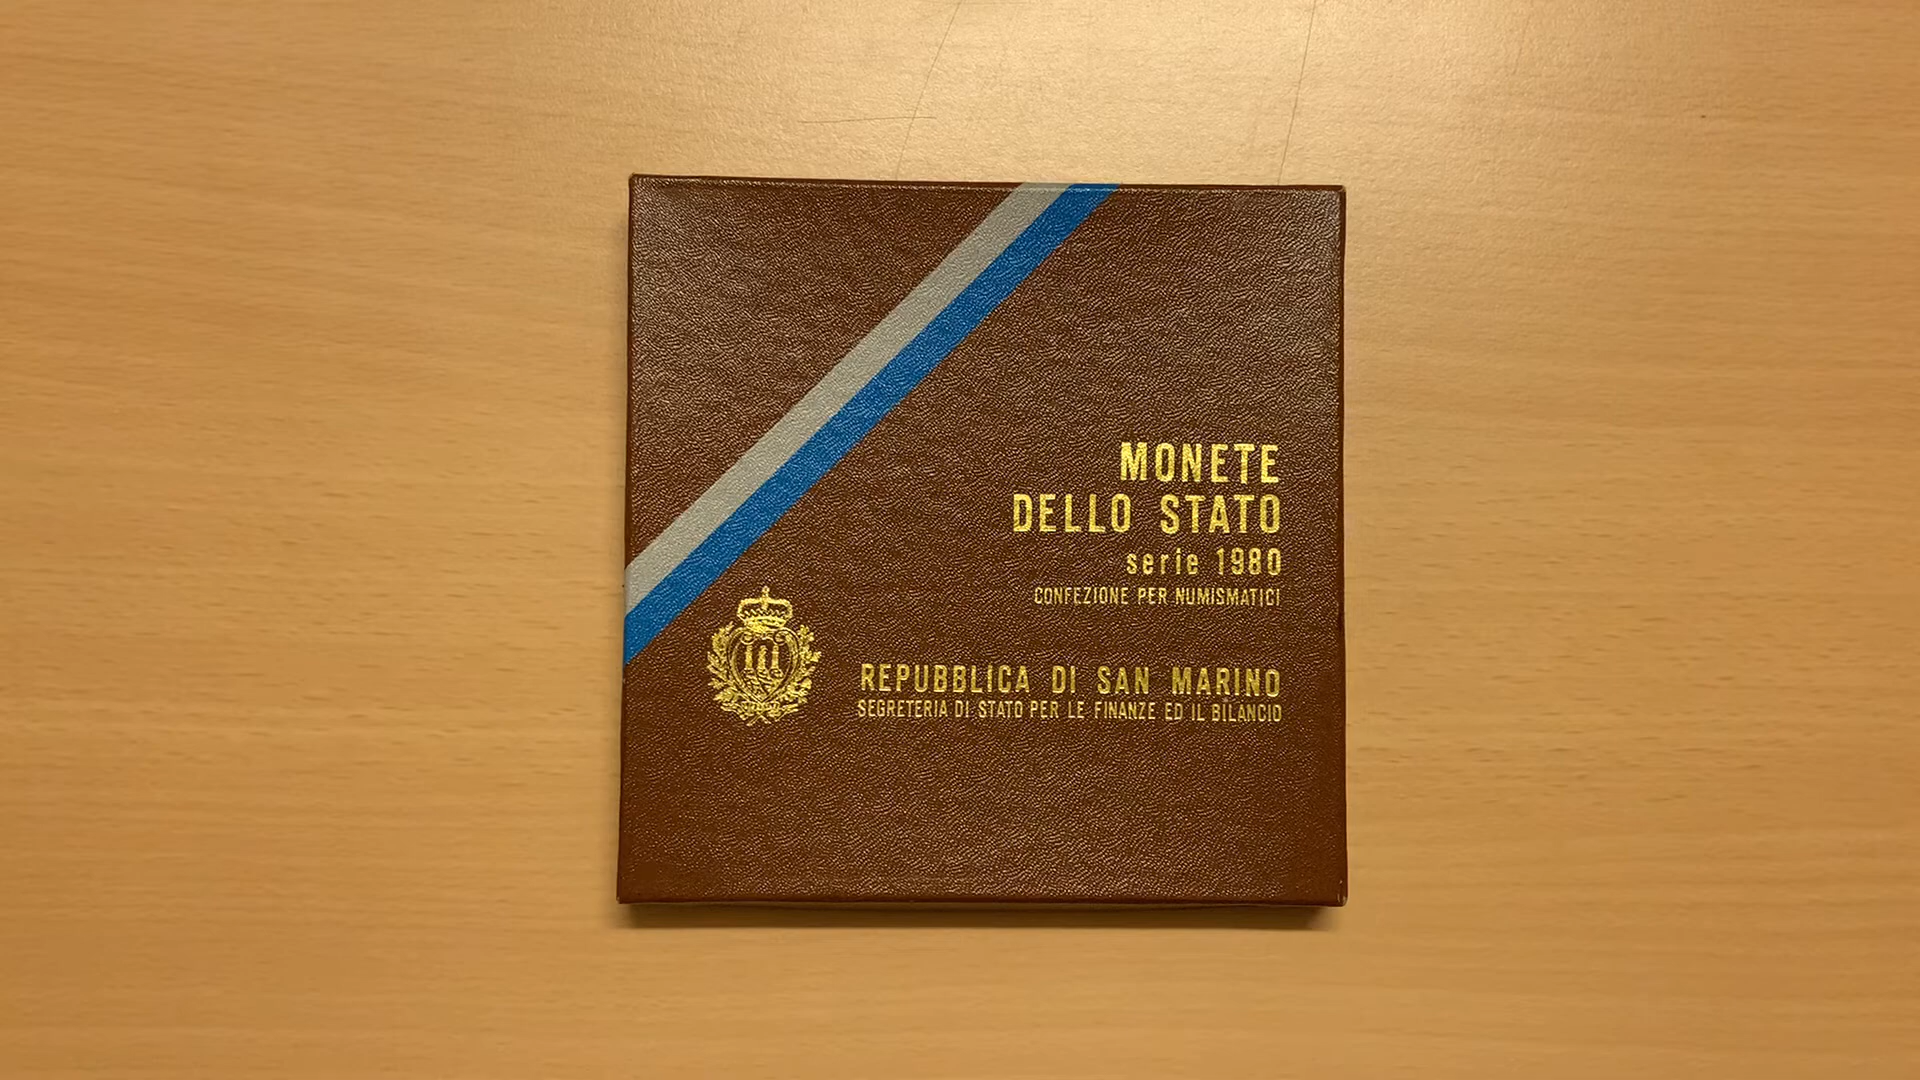 MONETE
DELLO STATO
serie 1980
CONFEZIONE PER NUMISMATICI
REPUBBLICA DI SAN MARINO
SEGRETERIA DI STATO PER LE FINANZE ED IL BILANCIO